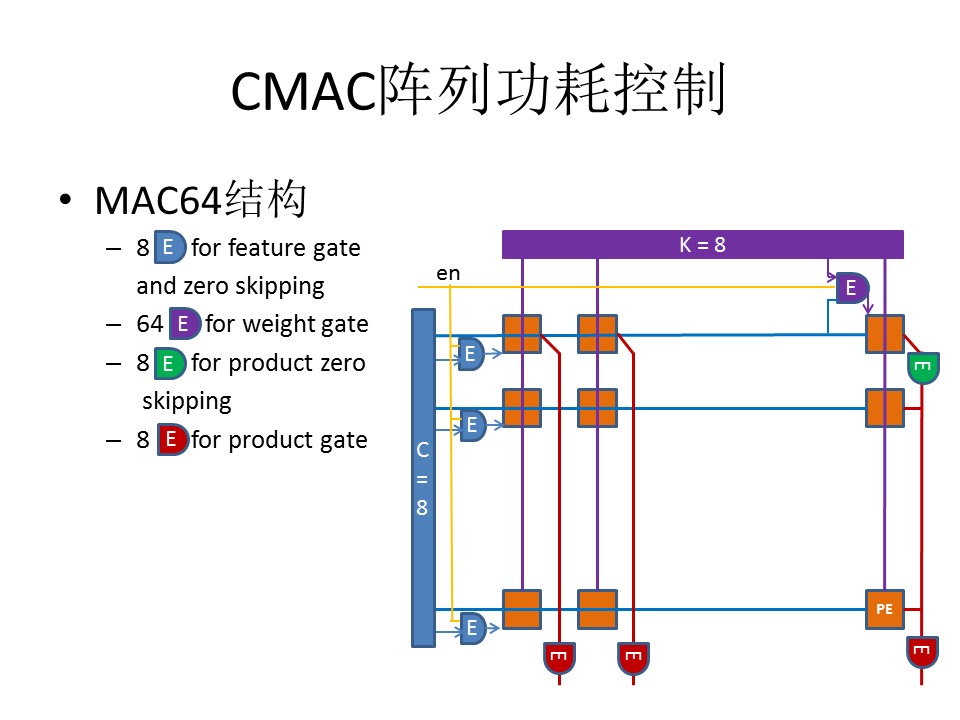 CMAC阵列功耗控制
• MAC64结构
– 8 E for feature gate
and zero skipping
– 64 E for weight gate
– 8 E for product zero
skipping
– 8 E for product gate
K = 8
en
E
E
E
E
C
=
8
PE
E
E
E
E